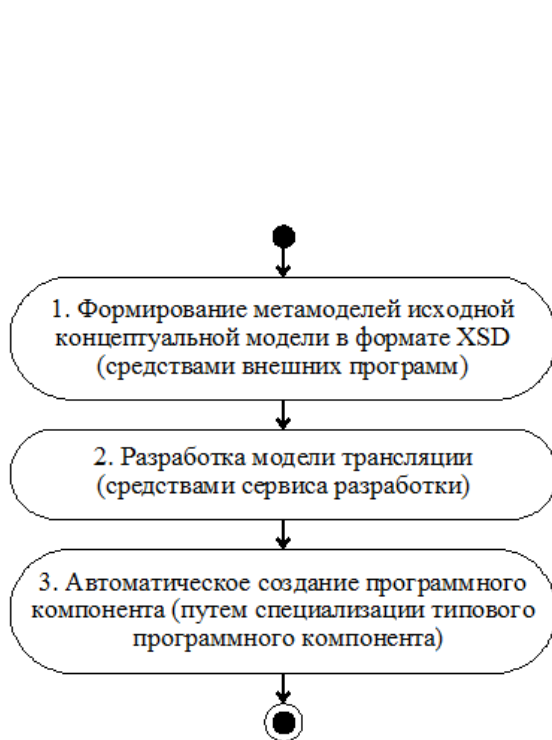 1. Формирование метамоделей исходной
концептуальной модели в формате XSD
(средствами внешних программ)
2. Разработка модели трансляции
(средствами сервиса разработки)
3. Автоматическое создание программного
компонента (путем специализации типового
программного компонента)